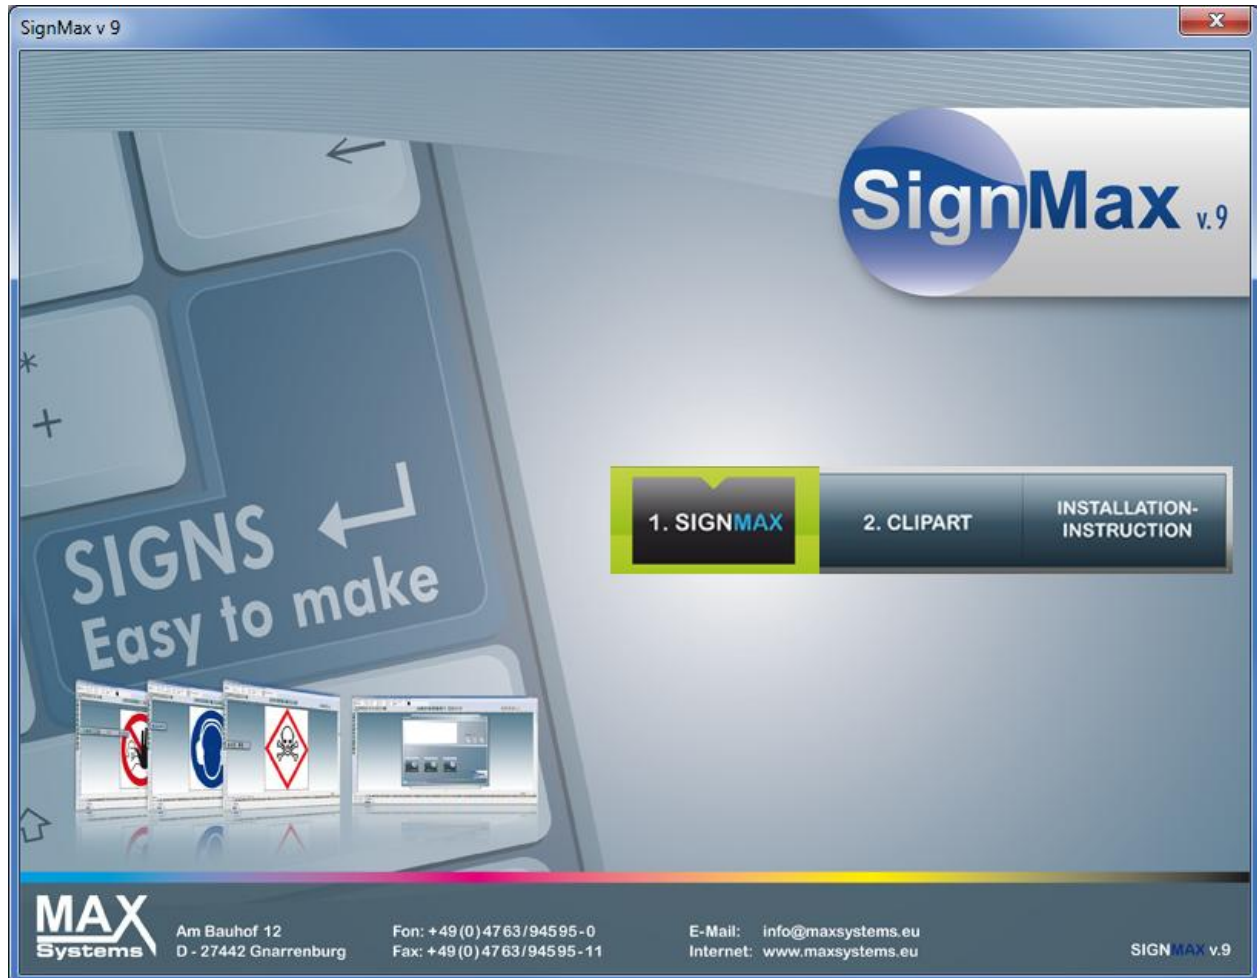 SignMax v 9
SignMax v.9
*
+
SIGNS
Easy to make
1. SIGNMAX
2. CLIPART
INSTALLATION-
INSTRUCTION
MAX
Systems
Am Bauhof 12
D - 27442 Gnarrenburg
Fon: +49(0)4763/94595-0
Fax: +49(0)4763/94595-11
E-Mail: info@maxsystems.eu
Internet: www.maxsystems.eu
SIGNMAX v.9